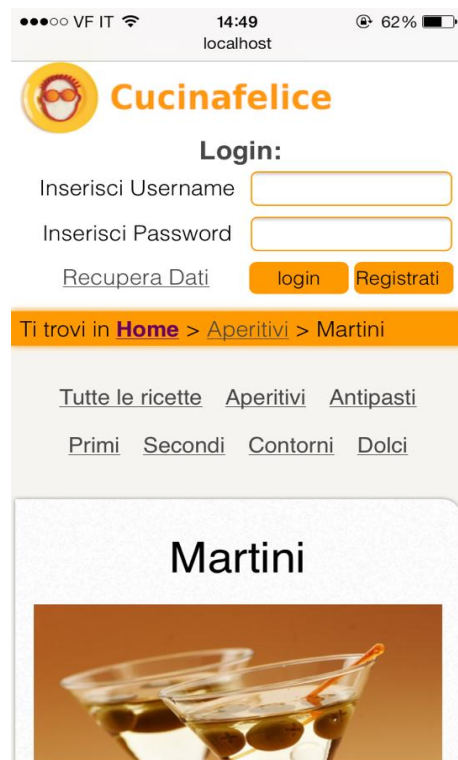 VF IT 14:49 62%
localhost
Cucinafelice
Login:
Inserisci Username
Inserisci Password
Recupera Dati login Registrati
Ti trovi in Home > Aperitivi > Martini
Tutte le ricette Aperitivi Antipasti
Primi Secondi Contorni Dolci
Martini